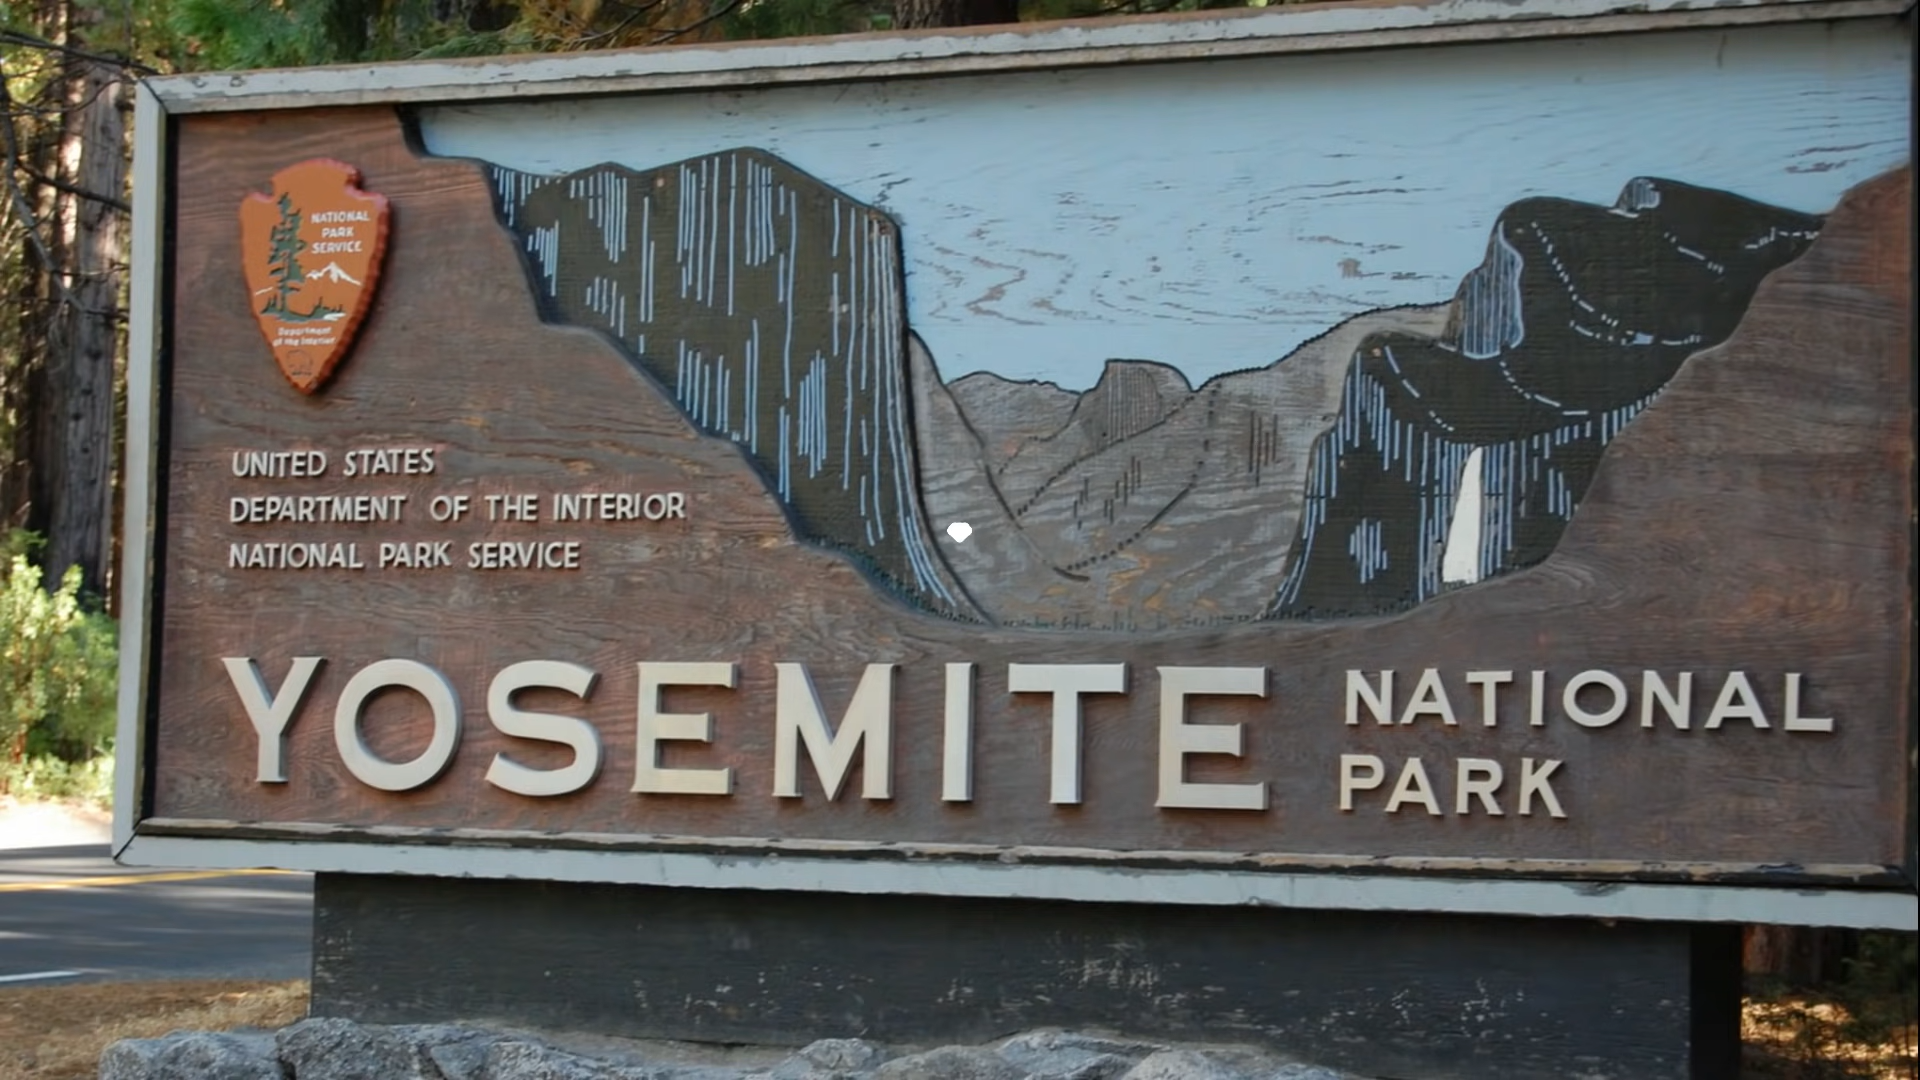 NATIONAL
PARK
SERVICE
Department
of the Interior
UNITED STATES
DEPARTMENT OF THE INTERIOR
NATIONAL PARK SERVICE
YOSEMITE NATIONAL
PARK